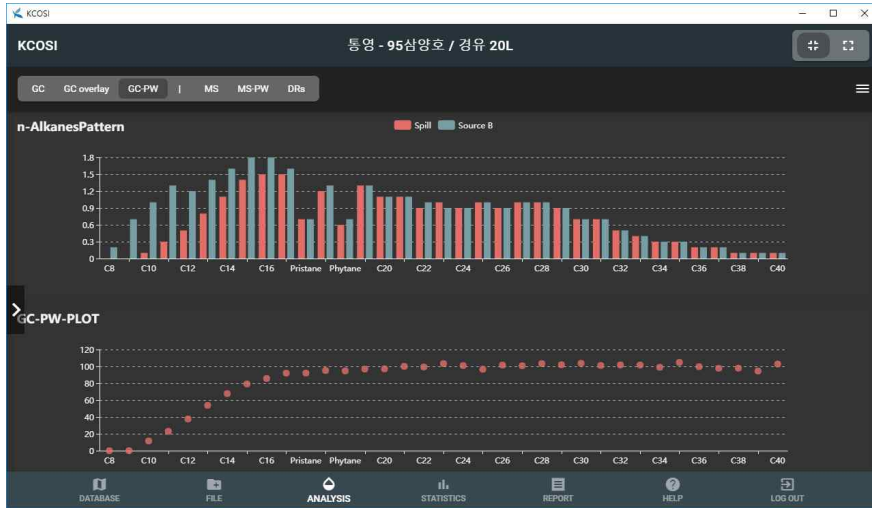 KCOSI
KCOSI
통영 - 95삼양호 / 경유 20L
GC GC overlay GC-PW | MS MS-PW DRs
n-AlkanesPattern
Spill Source B
1.8
1.5
1.2
0.9
0.6
0.3
0
C8 C10 C12 C14 C16 Pristane Phytane C20 C22 C24 C26 C28 C30 C32 C34 C36 C38 C40
GC-PW-PLOT
120
100
80
60
40
20
0
C8 C10 C12 C14 C16 Pristane Phytane C20 C22 C24 C26 C28 C30 C32 C34 C36 C38 C40
DATABASE FILE ANALYSIS STATISTICS REPORT HELP LOG OUT